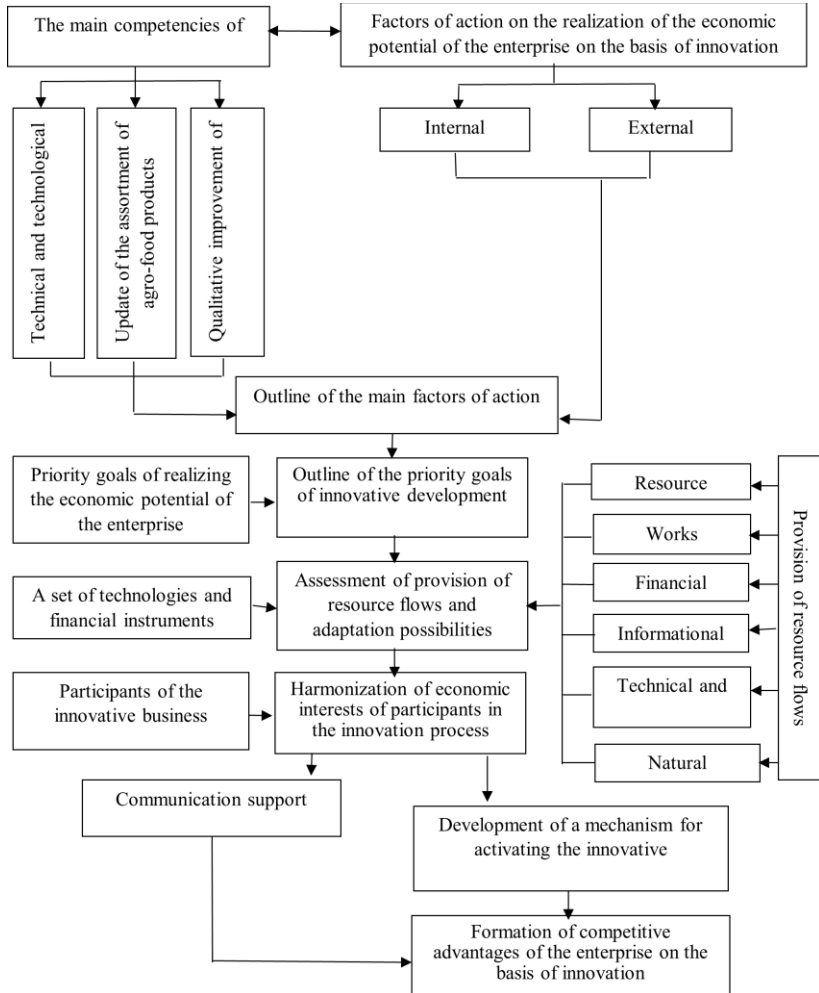 The main competencies of
Factors of action on the realization of the economic
potential of the enterprise on the basis of innovation
Internal
External
Technical and technological
Update of the assortment of
agro-food products
Qualitative improvement of
Outline of the main factors of action
Priority goals of realizing
the economic potential of
the enterprise
Outline of the priority goals
of innovative development
Resource
Works
Financial
Informational
Technical and
Natural
Provision of resource flows
A set of technologies and
financial instruments
Assessment of provision of
resource flows and
adaptation possibilities
Participants of the
innovative business
Harmonization of economic
interests of participants in
the innovation process
Communication support
Development of a mechanism for
activating the innovative
Formation of competitive
advantages of the enterprise on the
basis of innovation